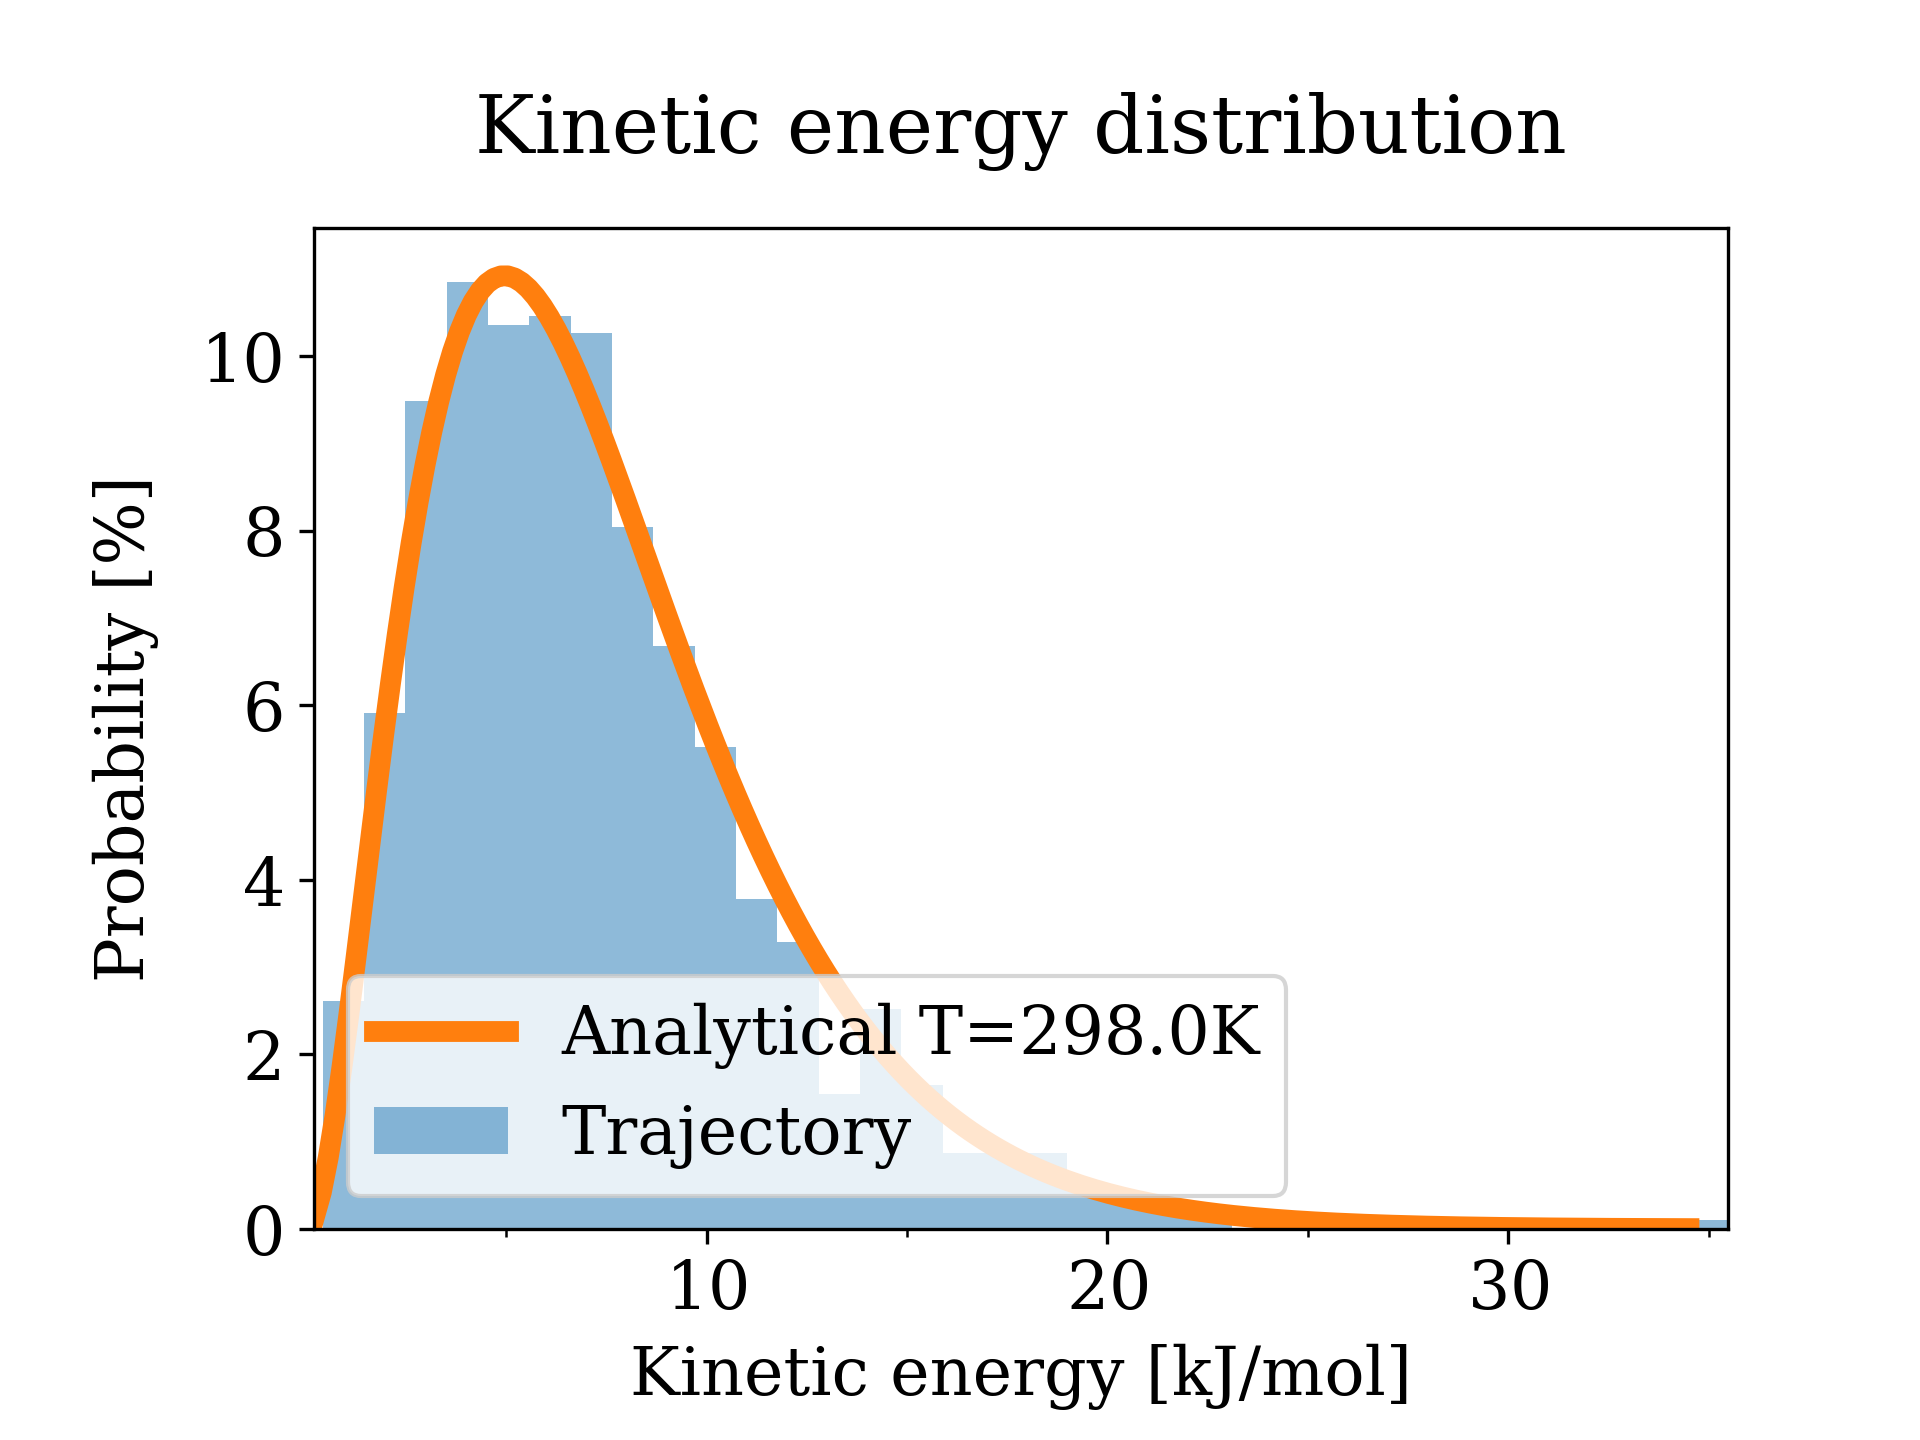 Kinetic energy distribution
Probability [%]
10
8
6
4
2
0
Analytical T=298.0K
Trajectory
10 20 30
Kinetic energy [kJ/mol]